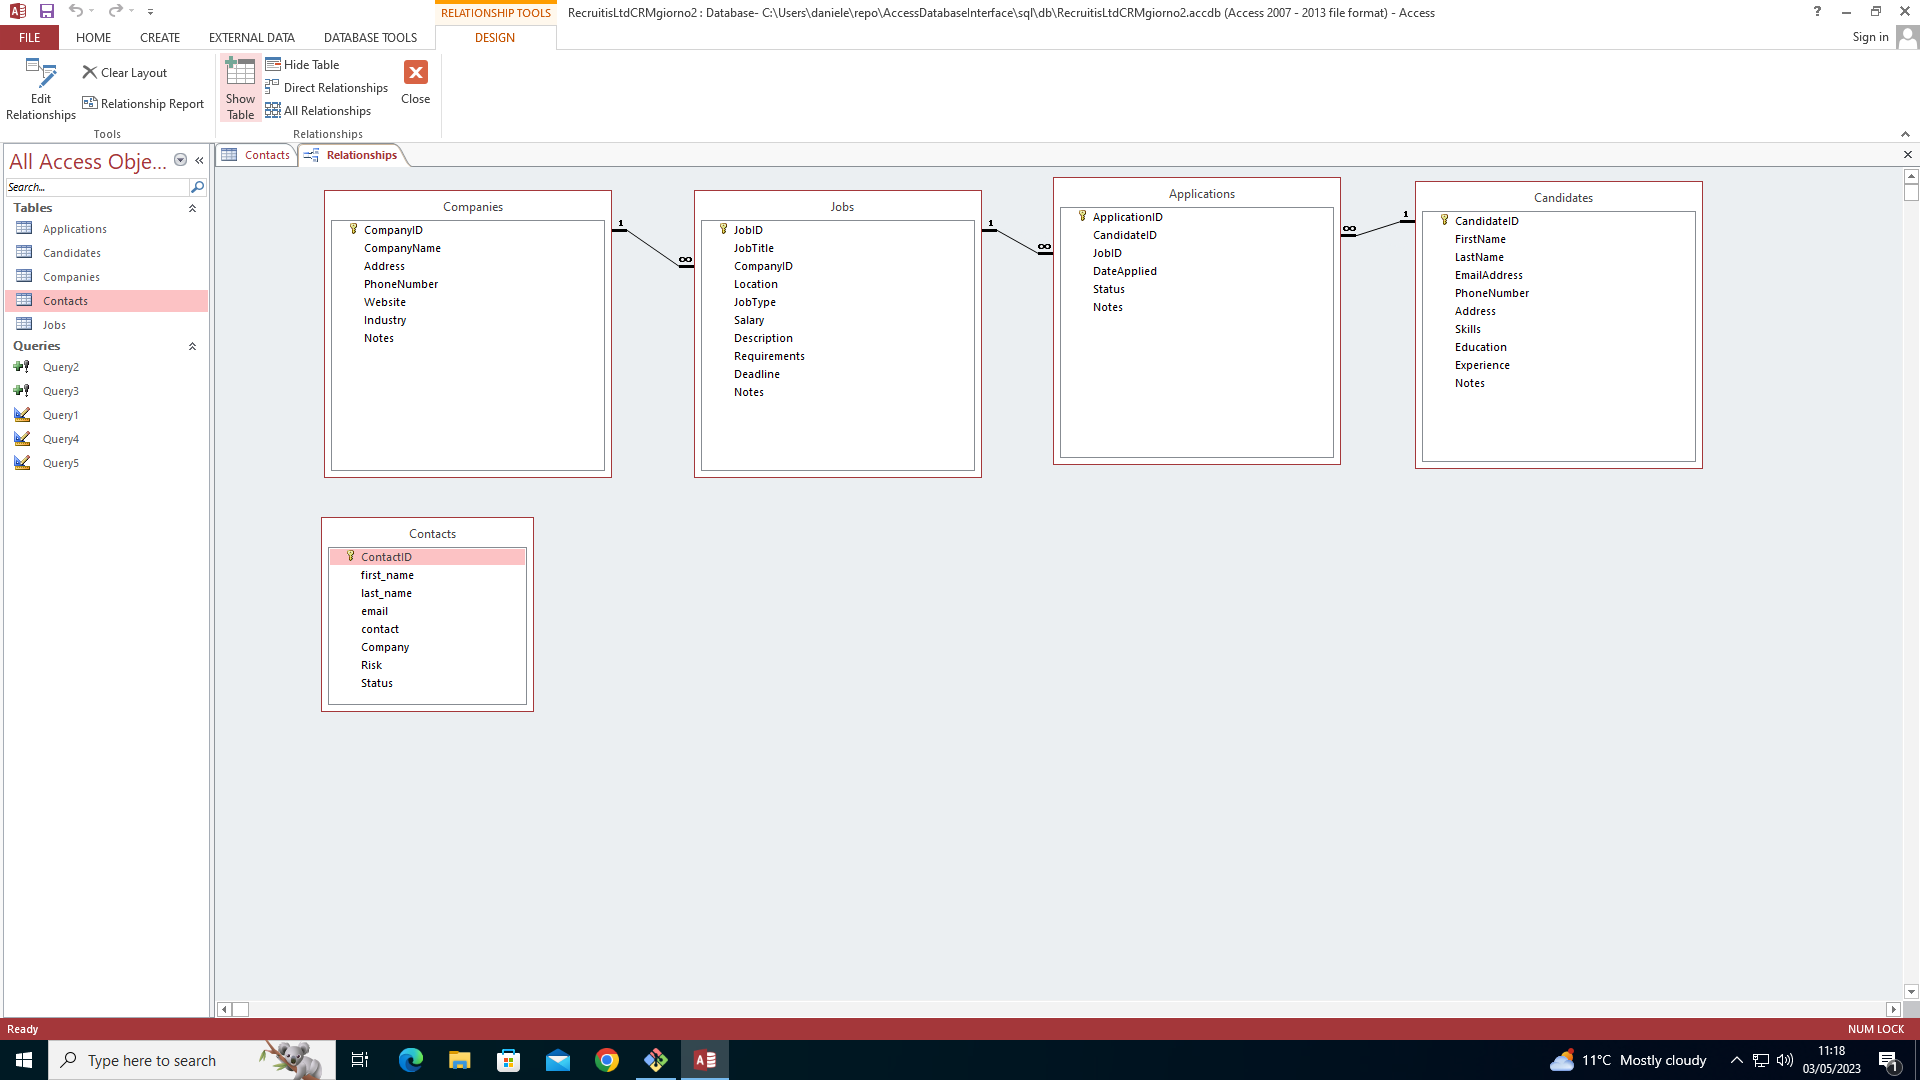 RELATIONSHIP TOOLS
RecruitisLtdCRMgiorno2 : Database- C:\Users\daniele\repo\AccessDatabaseInterface\sql\db\RecruitisLtdCRMgiorno2.accdb (Access 2007 - 2013 file format) - Access
?
FILE HOME CREATE EXTERNAL DATA DATABASE TOOLS DESIGN
Sign in
Edit Relationships
Clear Layout
Relationship Report
Tools
Show Table
Hide Table
Direct Relationships
All Relationships
Close
Relationships
All Access Obje...
Search...
Tables
Applications
Candidates
Companies
Contacts
Jobs
Queries
Query2
Query3
Query1
Query4
Query5
Contacts
Relationships
Companies
CompanyID
CompanyName
Address
PhoneNumber
Website
Industry
Notes
1
∞
Jobs
JobID
JobTitle
CompanyID
Location
JobType
Salary
Description
Requirements
Deadline
Notes
1
∞
Applications
ApplicationID
CandidateID
JobID
DateApplied
Status
Notes
∞
1
Candidates
CandidateID
FirstName
LastName
EmailAddress
PhoneNumber
Address
Skills
Education
Experience
Notes
Contacts
ContactID
first_name
last_name
email
contact
Company
Risk
Status
Ready
NUM LOCK
Type here to search
11°C Mostly cloudy
11:18
03/05/2023
1